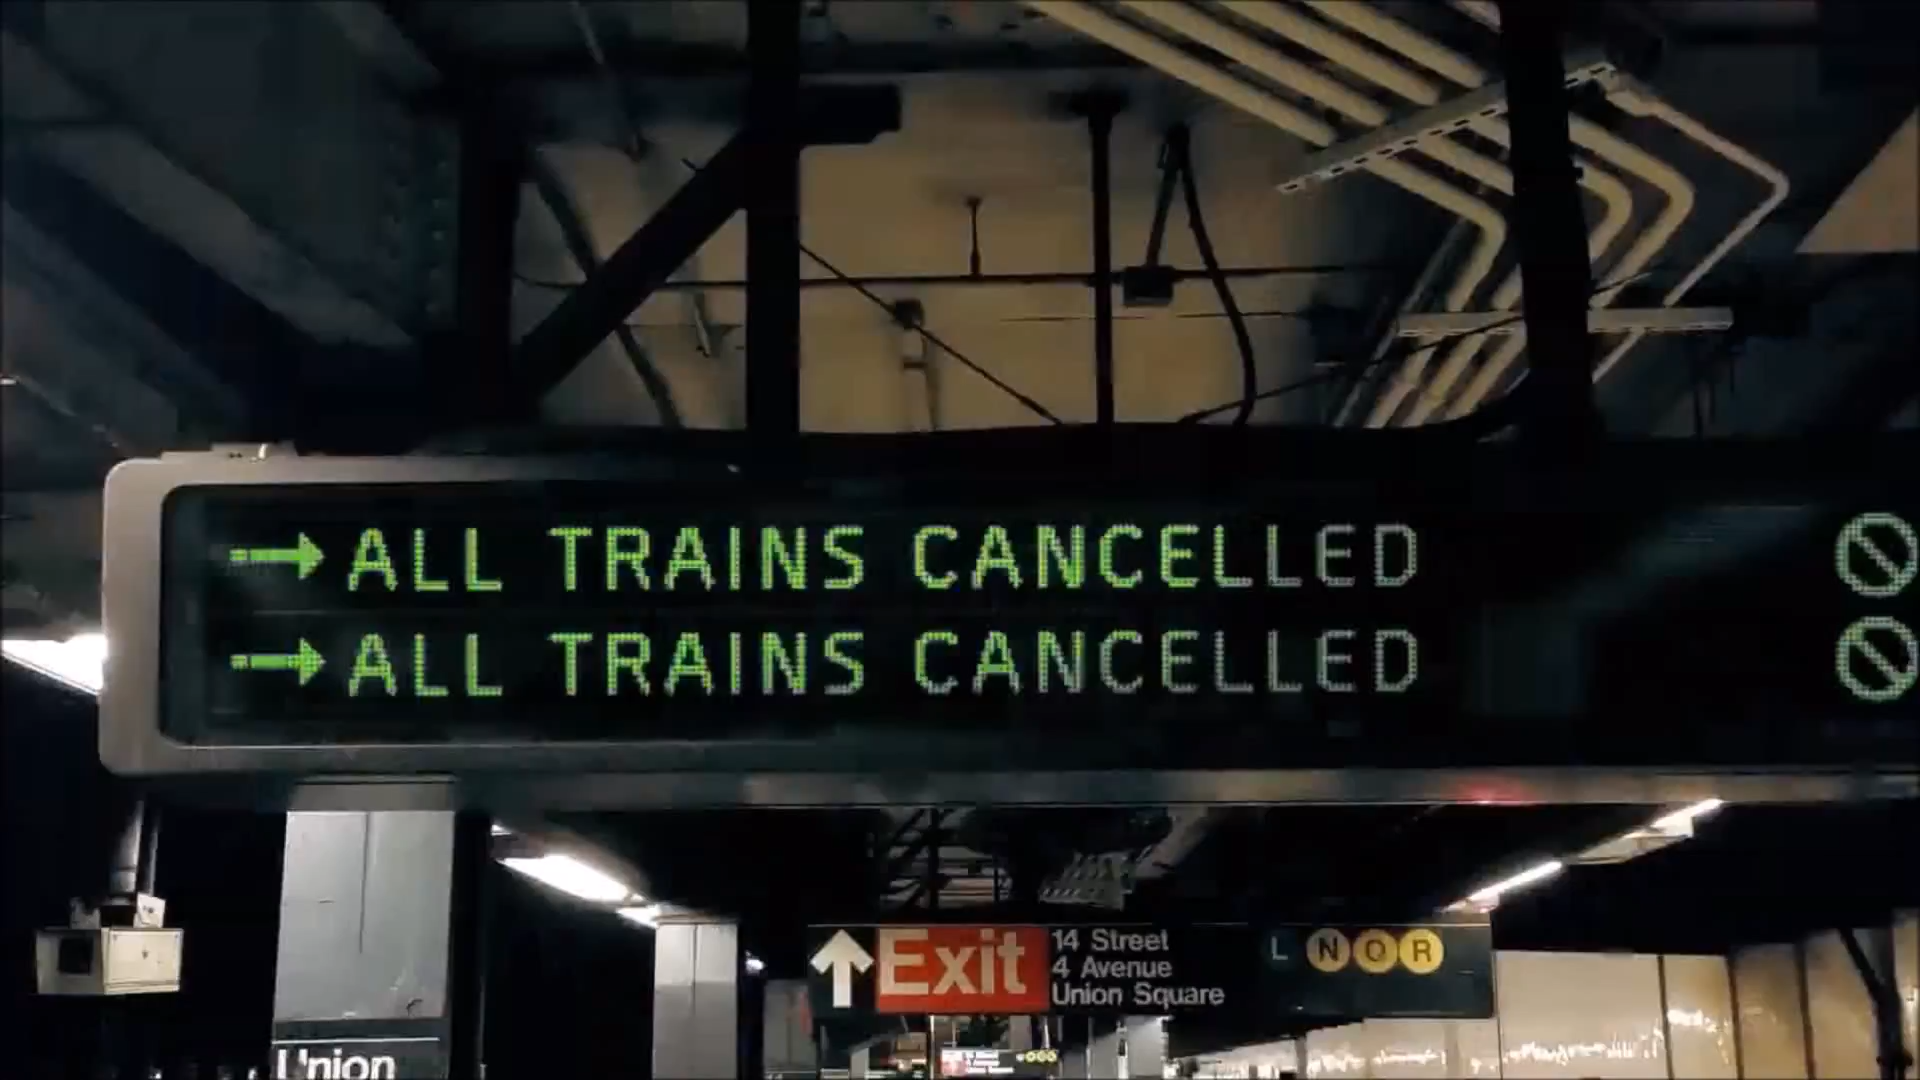 → ALL TRAINS CANCELLED
→ ALL TRAINS CANCELLED
↑ Exit
14 Street
4 Avenue
Union Square
L N Q R
Union